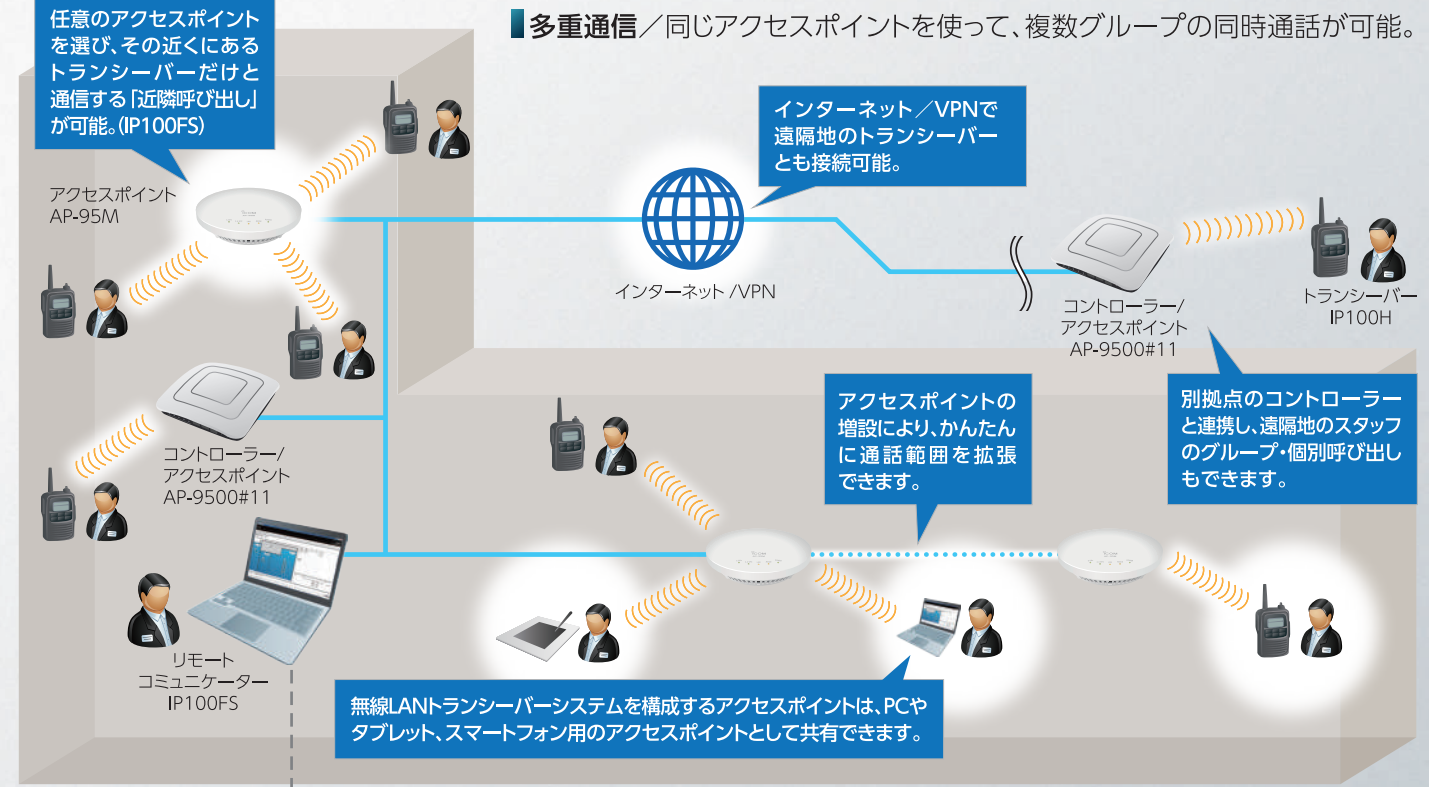 任意のアクセスポイント
を選び、その近くにある
トランシーバーだけと
通信する「近隣呼び出し」
が可能。(IP100FS)
多重通信／同じアクセスポイントを使って、複数グループの同時通話が可能。
インターネット／VPNで
遠隔地のトランシーバー
とも接続可能。
アクセスポイント
AP-95M
インターネット /VPN
コントローラー/
アクセスポイント
AP-9500#11
トランシーバー
IP100H
別拠点のコントローラー
と連携し、遠隔地のスタッフ
のグループ・個別呼び出し
もできます。
アクセスポイントの
増設により、かんたん
に通話範囲を拡張
できます。
コントローラー/
アクセスポイント
AP-9500#11
リモート
コミュニケーター
IP100FS
無線LANトランシーバーシステムを構成するアクセスポイントは、PCや
タブレット、スマートフォン用のアクセスポイントとして共有できます。